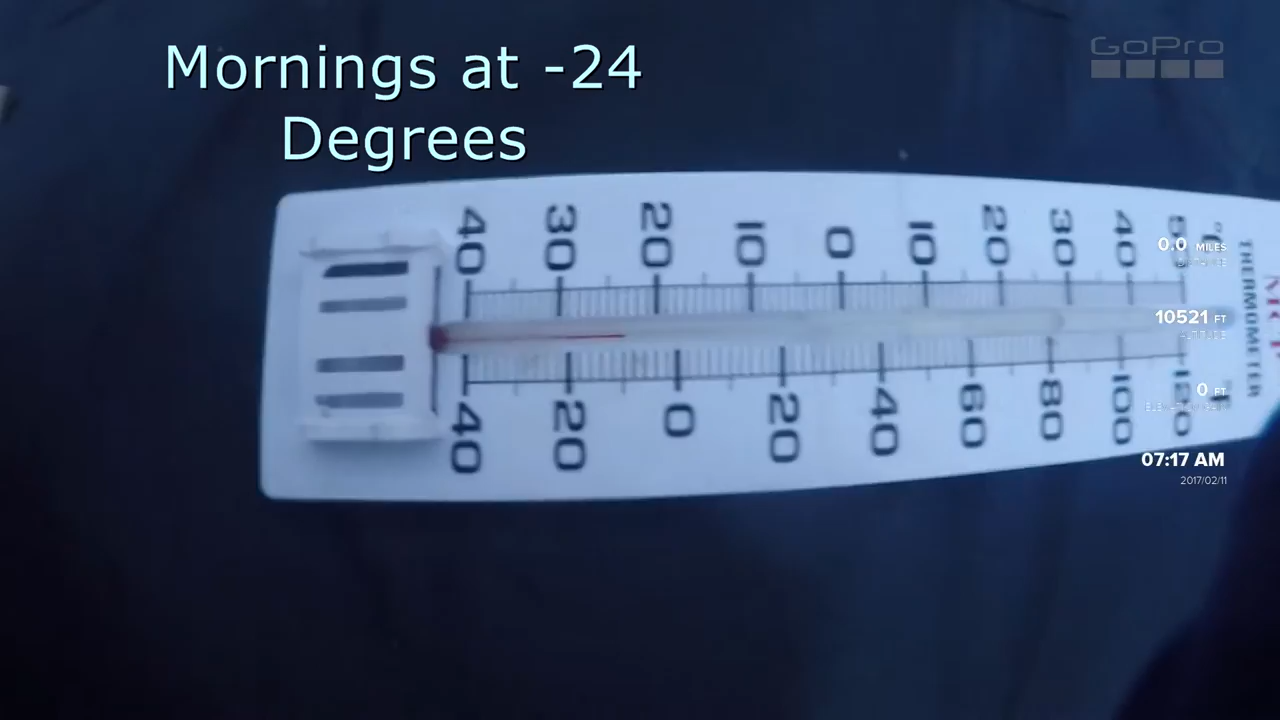 Mornings at -24
Degrees
GoPro
40 30 20 10 0 10 20 30 40 50 °C
THERMOMETER
0.0 MILES
10521 FT
ALTITUDE
0 FT
40 20 0 20 40 60 80 100 120 °F
07:17 AM
2017/02/11